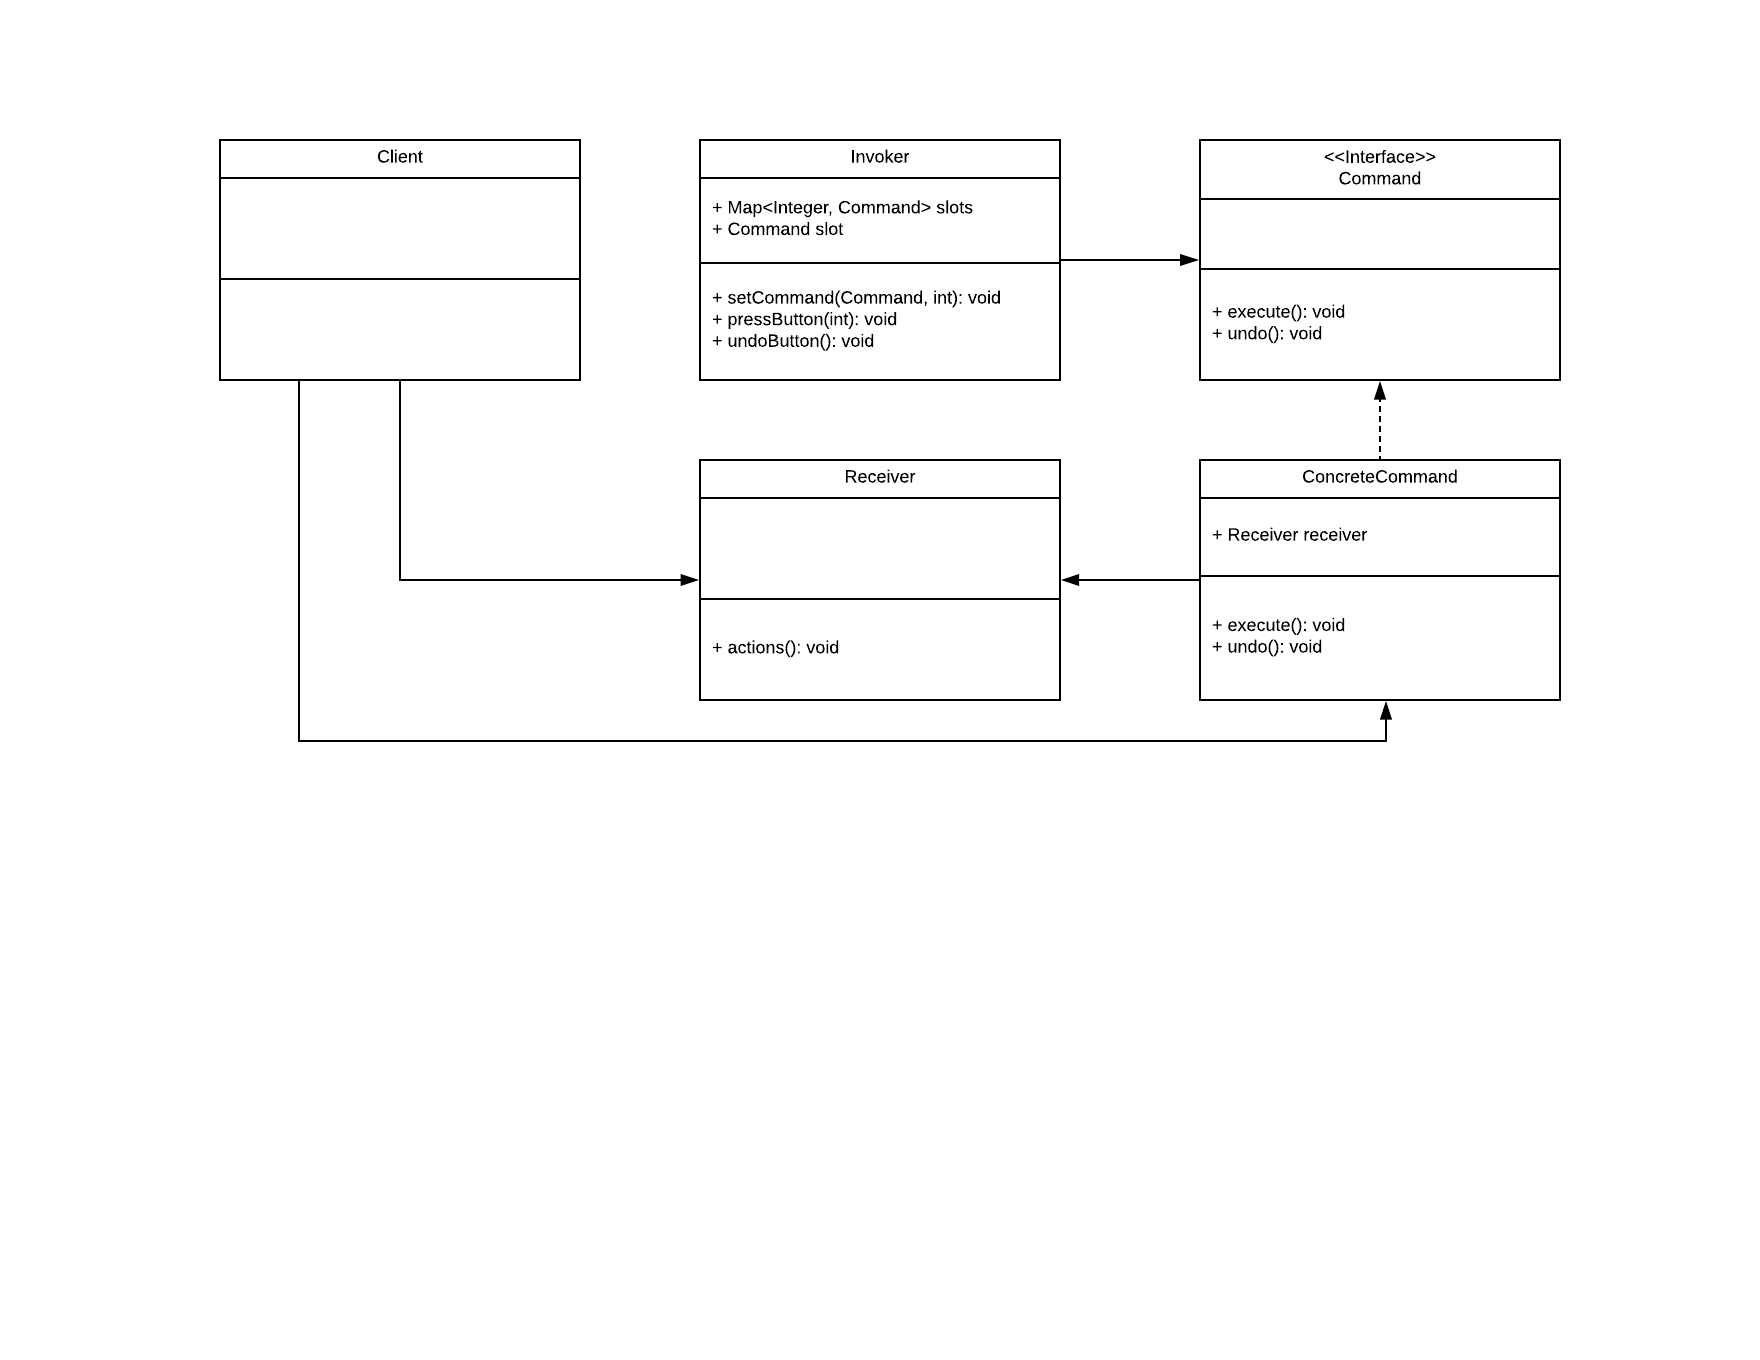 Client
Invoker
+ Map<Integer, Command> slots
+ Command slot
+ setCommand(Command, int): void
+ pressButton(int): void
+ undoButton(): void
<<Interface>>
Command
+ execute(): void
+ undo(): void
Receiver
+ actions(): void
ConcreteCommand
+ Receiver receiver
+ execute(): void
+ undo(): void